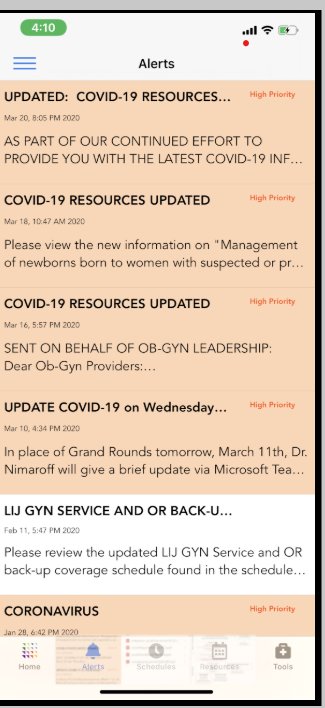 4:10
Alerts
UPDATED: COVID-19 RESOURCES...
High Priority
Mar 20, 8:05 PM 2020
AS PART OF OUR CONTINUED EFFORT TO
PROVIDE YOU WITH THE LATEST COVID-19 INF...
COVID-19 RESOURCES UPDATED
High Priority
Mar 18, 10:47 AM 2020
Please view the new information on "Management
of newborns born to women with suspected or pr...
COVID-19 RESOURCES UPDATED
High Priority
Mar 16, 5:57 PM 2020
SENT ON BEHALF OF OB-GYN LEADERSHIP:
Dear Ob-Gyn Providers:...
UPDATE COVID-19 on Wednesday...
High Priority
Mar 10, 4:34 PM 2020
In place of Grand Rounds tomorrow, March 11th, Dr.
Nimaroff will give a brief update via Microsoft Tea...
LIJ GYN SERVICE AND OR BACK-U...
Feb 11, 5:47 PM 2020
Please review the updated LIJ GYN Service and OR
back-up coverage schedule found in the schedule...
CORONAVIRUS
High Priority
Jan 28, 6:42 PM 2020
Home
Alerts
Schedules
Resources
Tools